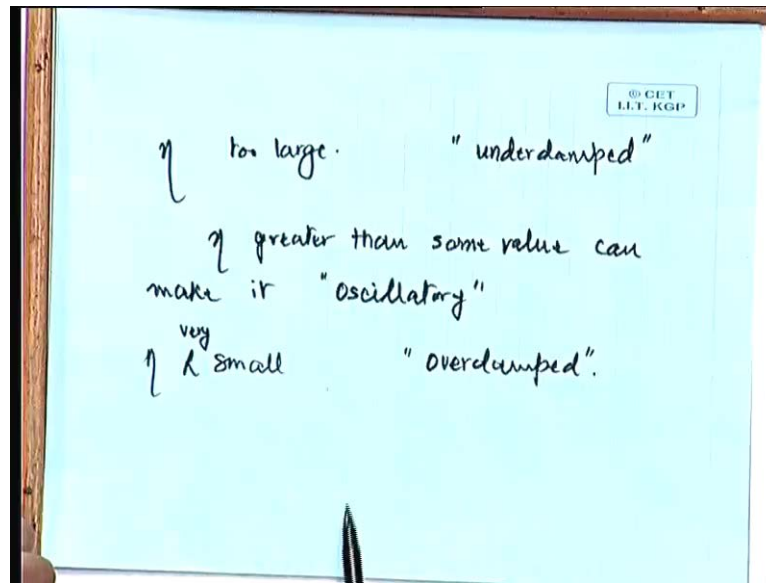 © CET
I.I.T. KGP
η too large. "underdamped"
η greater than some value can
make it "oscillatory"
very
η small "overdamped".